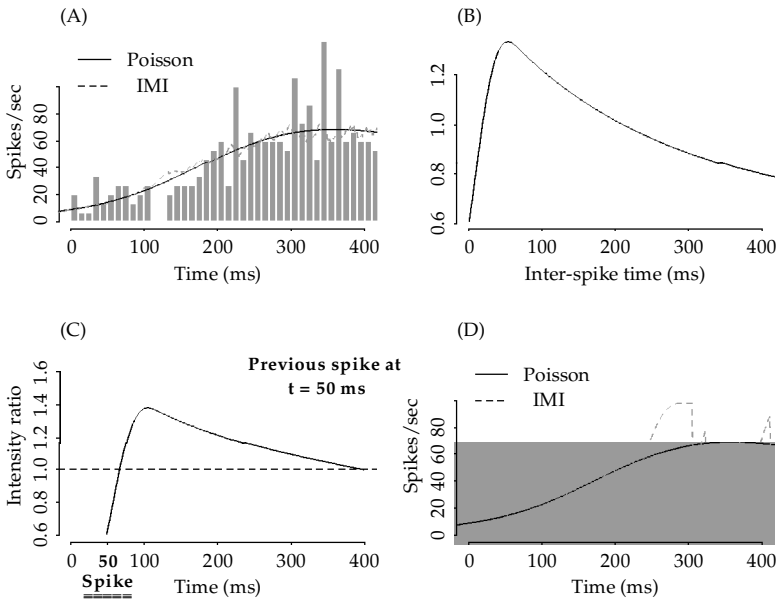 (A)
Poisson
IMI
Spikes/sec
0 20 40 60 80
0 100 200 300 400
Time (ms)
(B)
0.6 0.8 1.0 1.2
0 100 200 300 400
Inter-spike time (ms)
(C)
Previous spike at
t = 50 ms
Intensity ratio
0.6 0.8 1.0 1.2 1.4 1.6
0 50 100 200 300 400
Spike
Time (ms)
(D)
Poisson
IMI
Spikes/sec
0 20 40 60 80
0 100 200 300 400
Time (ms)